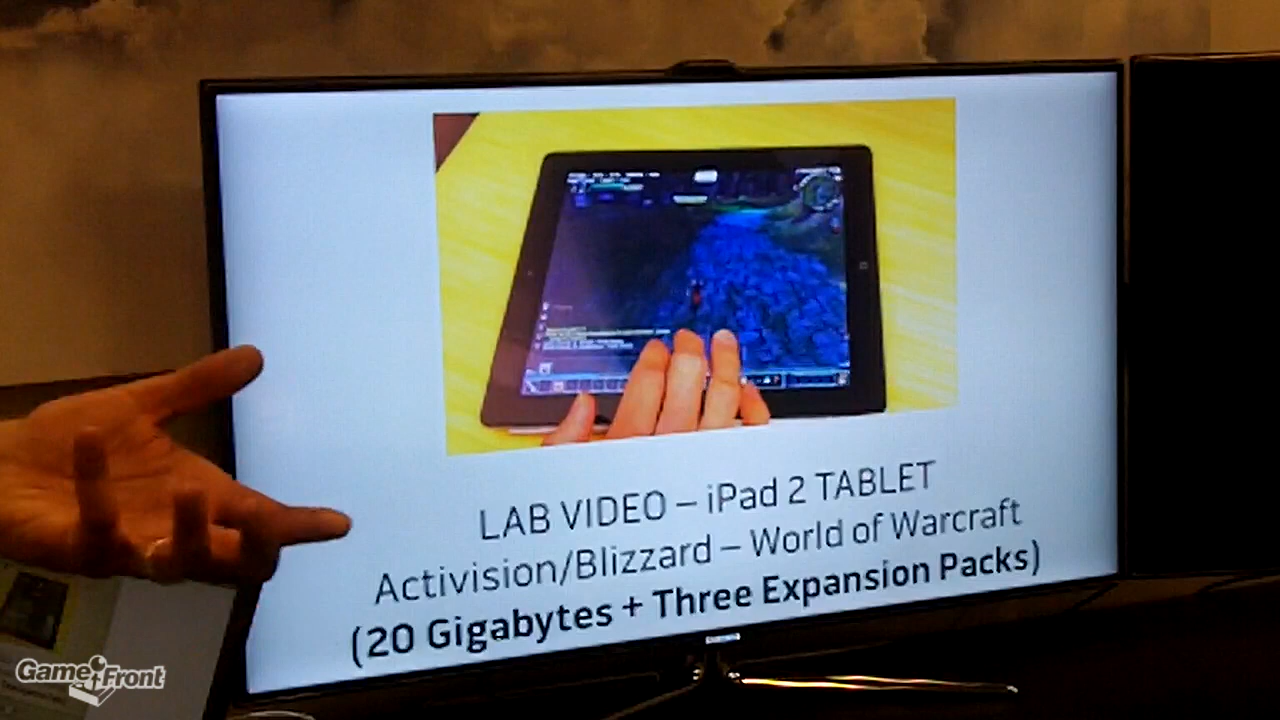 LAB VIDEO – iPad 2 TABLET
Activision/Blizzard – World of Warcraft
(20 Gigabytes + Three Expansion Packs)
GameFront